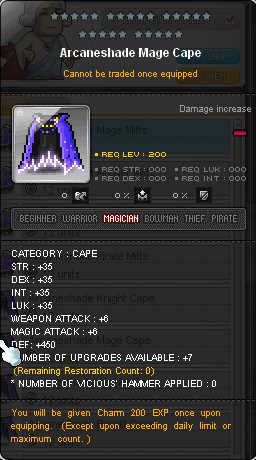 Arcaneshade Mage Cape
Cannot be traded once equipped
Damage increase
Mage Mitts
REQ LEV : 200
REQ STR : 000 REQ LUK : 000
REQ DEX : 000 REQ INT : 000
0 0 % 0 %
BEGINNER WARRIOR MAGICIAN BOWMAN THIEF PIRATE
CATEGORY : CAPE
STR : +35
DEX : +35
INT : +35
LUK : +35
WEAPON ATTACK : +6
MAGIC ATTACK : +6
DEF: +450
NUMBER OF UPGRADES AVAILABLE : +7
(Remaining Restoration Count: 0)
* NUMBER OF VICIOUS' HAMMER APPLIED : 0
You will be given Charm 200 EXP once upon
equipping. (Except upon exceeding daily limit or
maximum count. )